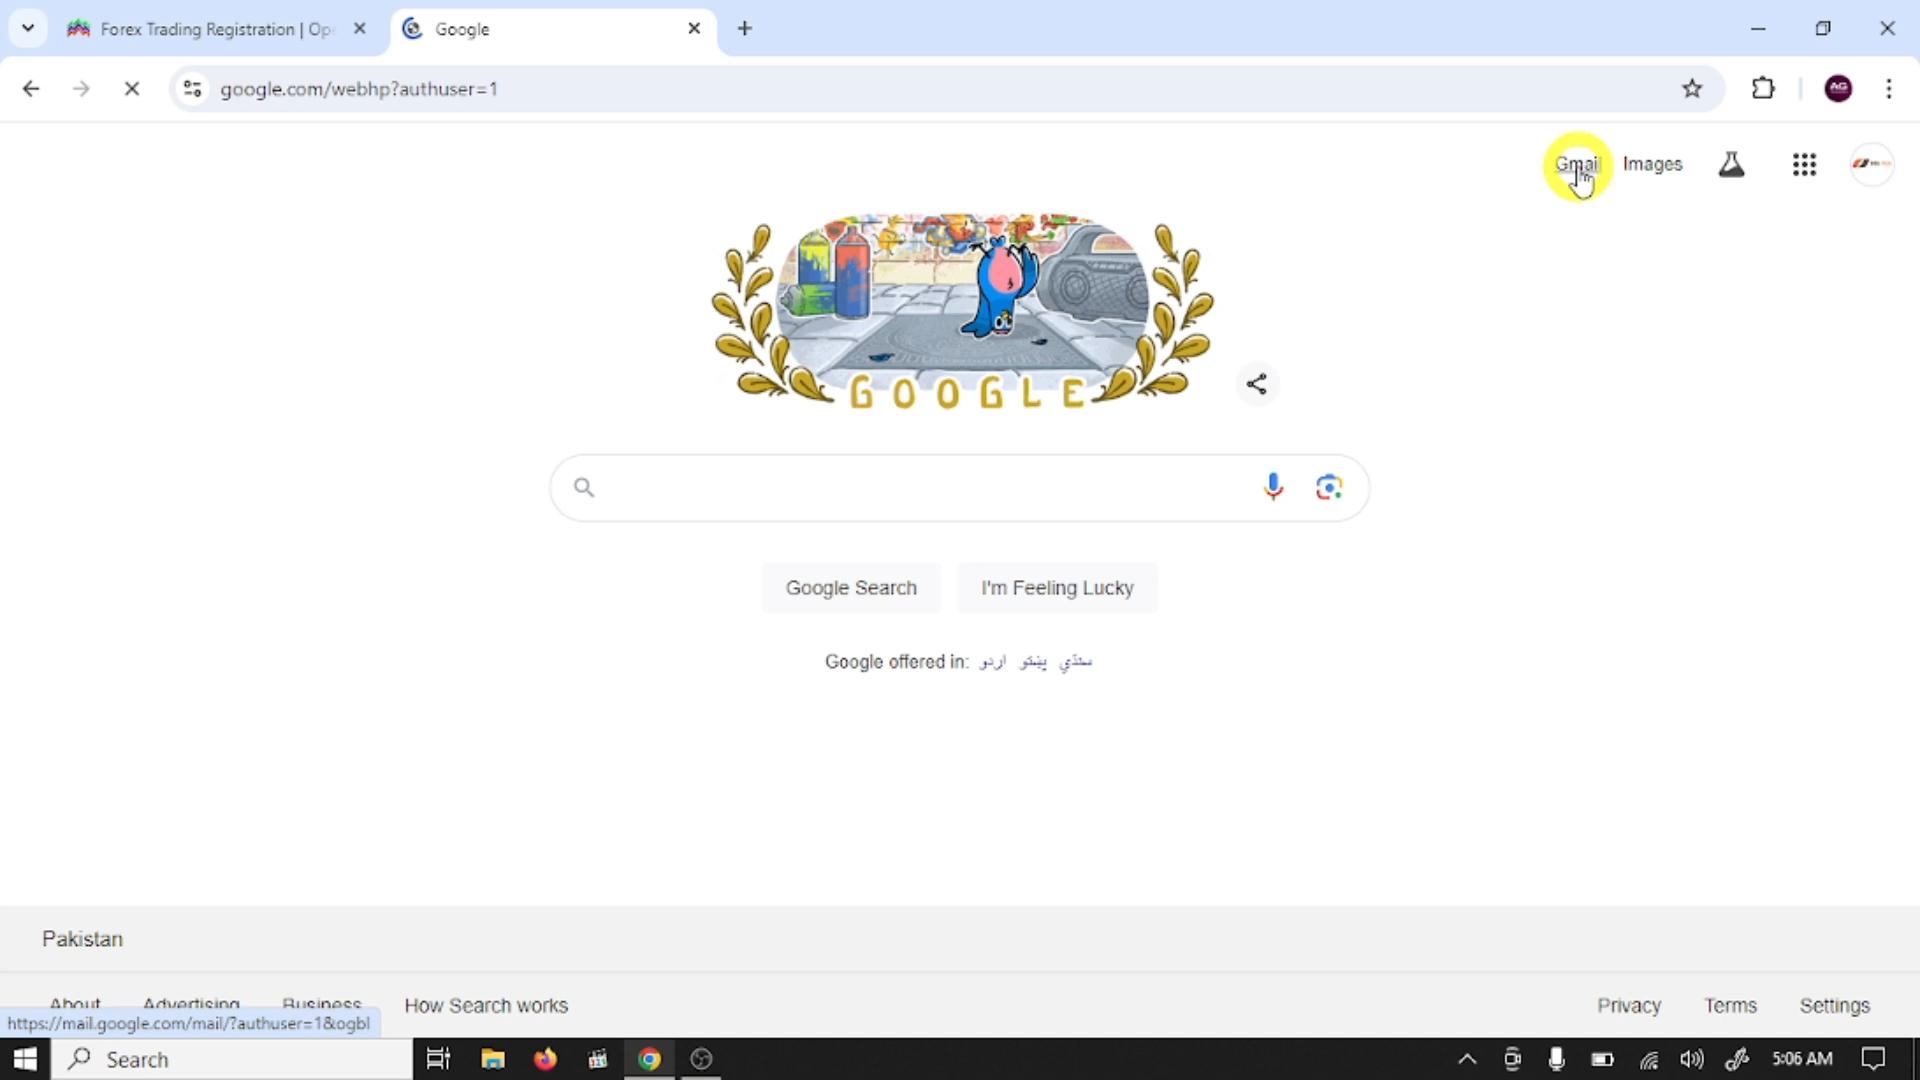 Forex Trading Registration | Ope
Google
google.com/webhp?authuser=1
AG
Gmail
Images
GOOGLE
Google Search
I'm Feeling Lucky
Google offered in: اردو پښتو سنڌي
Pakistan
About
Advertising
Business
How Search works
Privacy
Terms
Settings
https://mail.google.com/mail/?authuser=1&ogbl
Search
5:06 AM